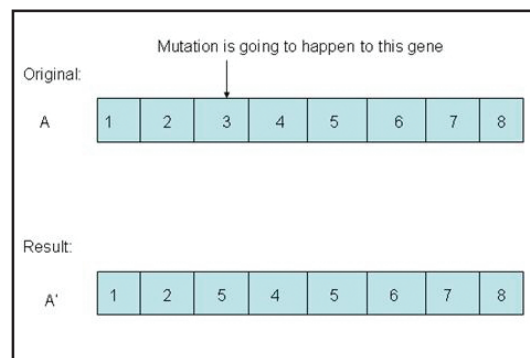 Mutation is going to happen to this gene
Original:
A 1 2 3 4 5 6 7 8
Result:
A' 1 2 5 4 5 6 7 8